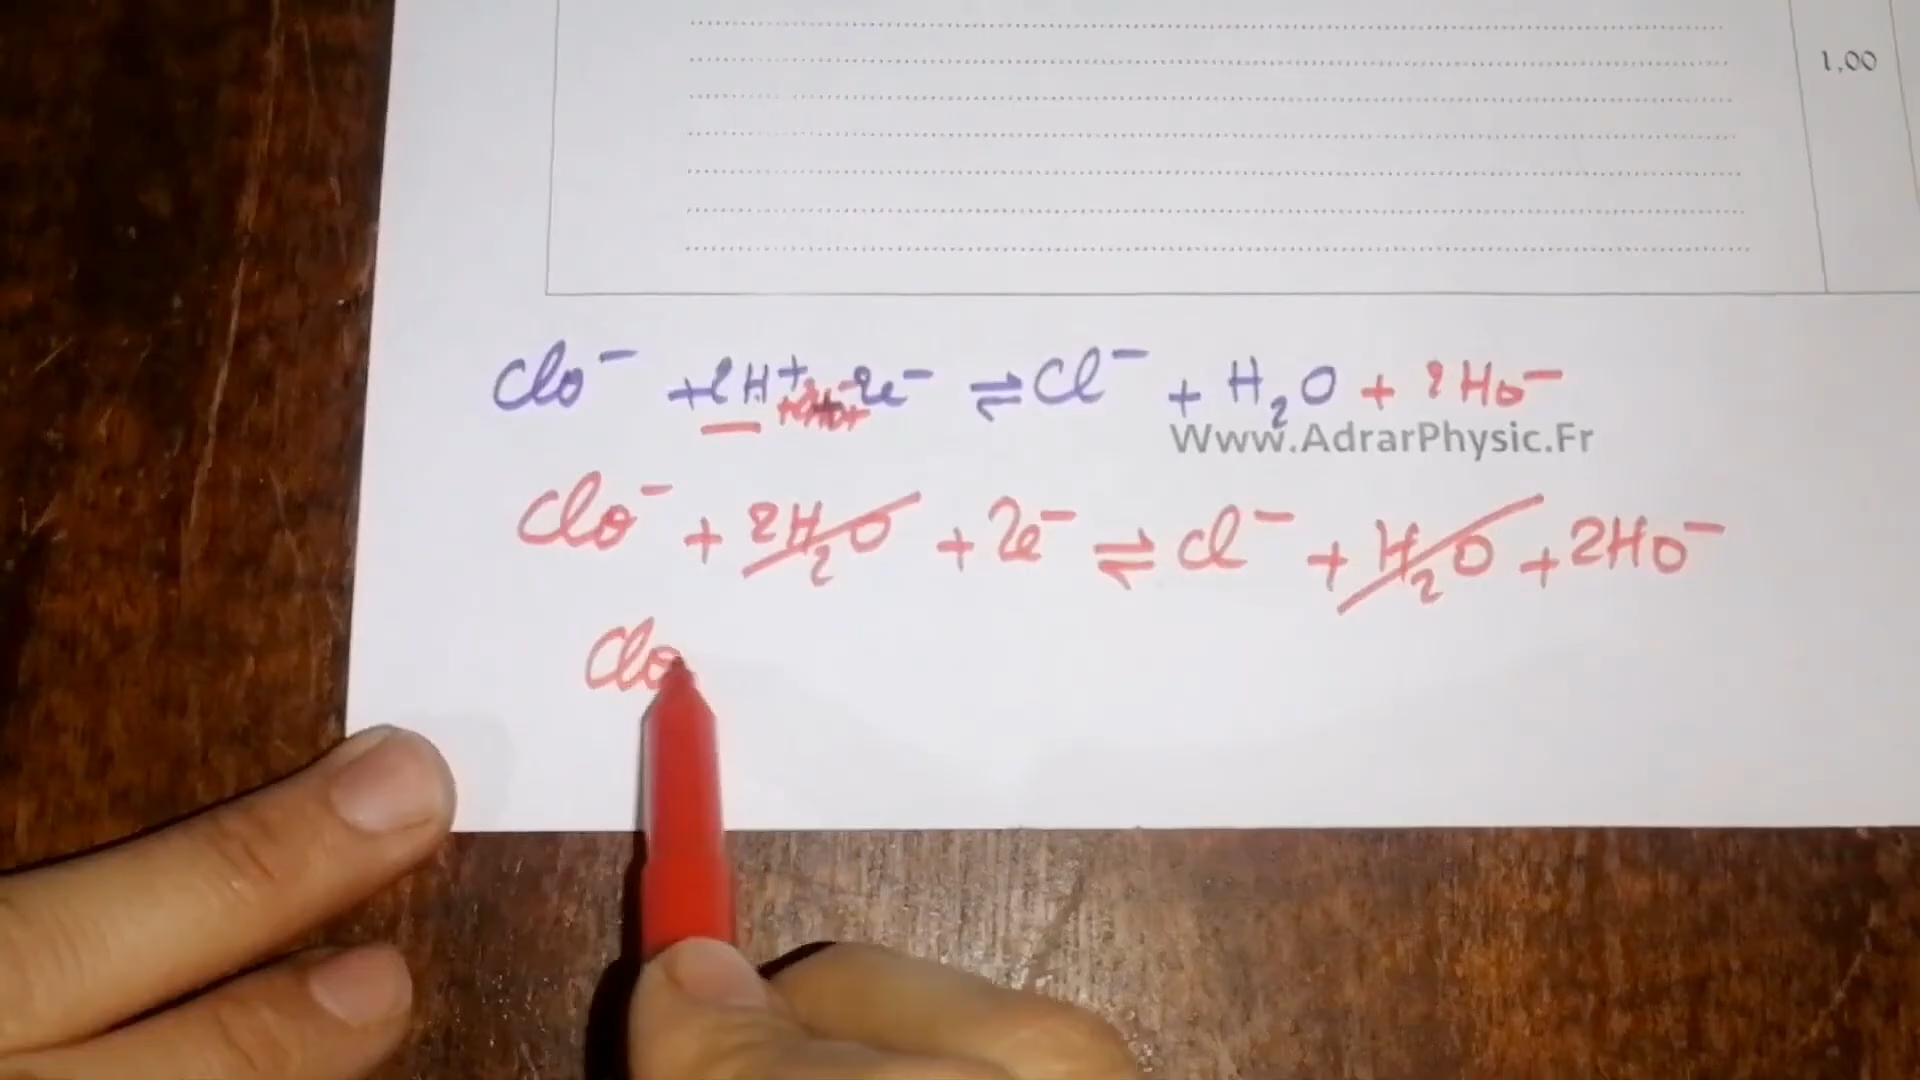 1,00
ClO⁻ + 2H⁺ 2e⁻ ⇌ Cl⁻ + H₂O + 2HO⁻
Www.AdrarPhysic.Fr
ClO⁻ + 2H₂O + 2e⁻ ⇌ Cl⁻ + H₂O + 2HO⁻
ClO